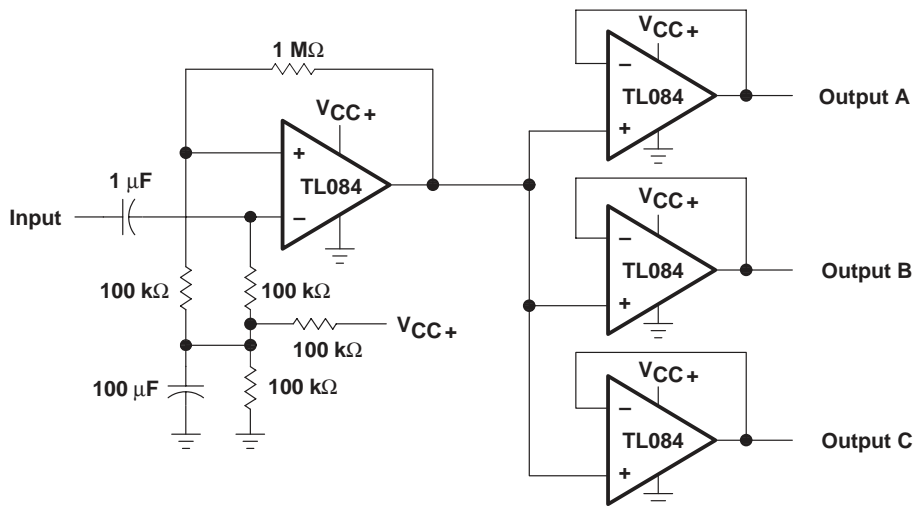 1 MΩ
VCC+
+
TL084
−
1 μF
Input
100 kΩ
100 kΩ
VCC+
100 kΩ
100 μF
100 kΩ
VCC+
−
TL084
+
Output A
VCC+
−
TL084
+
Output B
VCC+
−
TL084
+
Output C